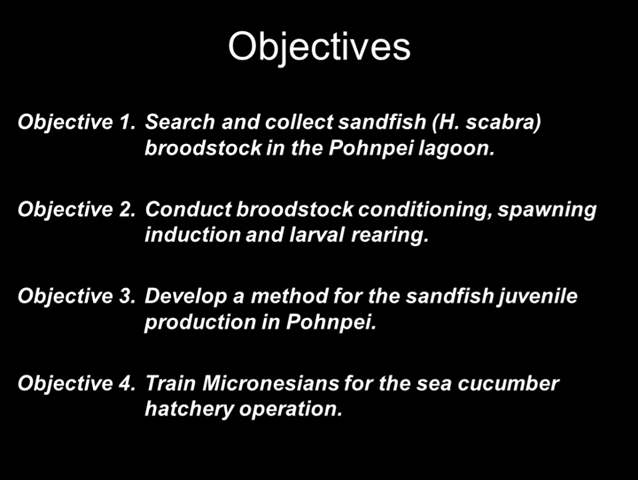 Objectives
Objective 1. Search and collect sandfish (H. scabra)
broodstock in the Pohnpei lagoon.
Objective 2. Conduct broodstock conditioning, spawning
induction and larval rearing.
Objective 3. Develop a method for the sandfish juvenile
production in Pohnpei.
Objective 4. Train Micronesians for the sea cucumber
hatchery operation.